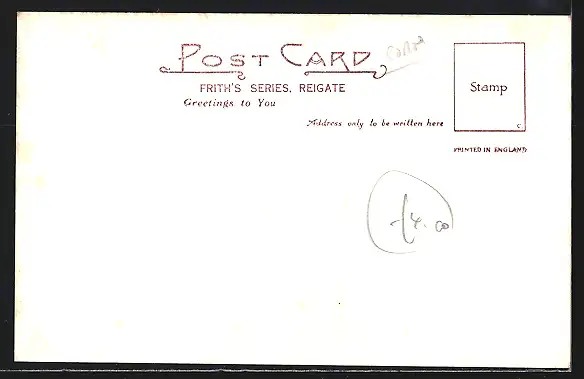 POST CARD
FRITH'S SERIES, REIGATE
Greetings to You
Address only to be written here
Stamp
C
PRINTED IN ENGLAND
£4.00